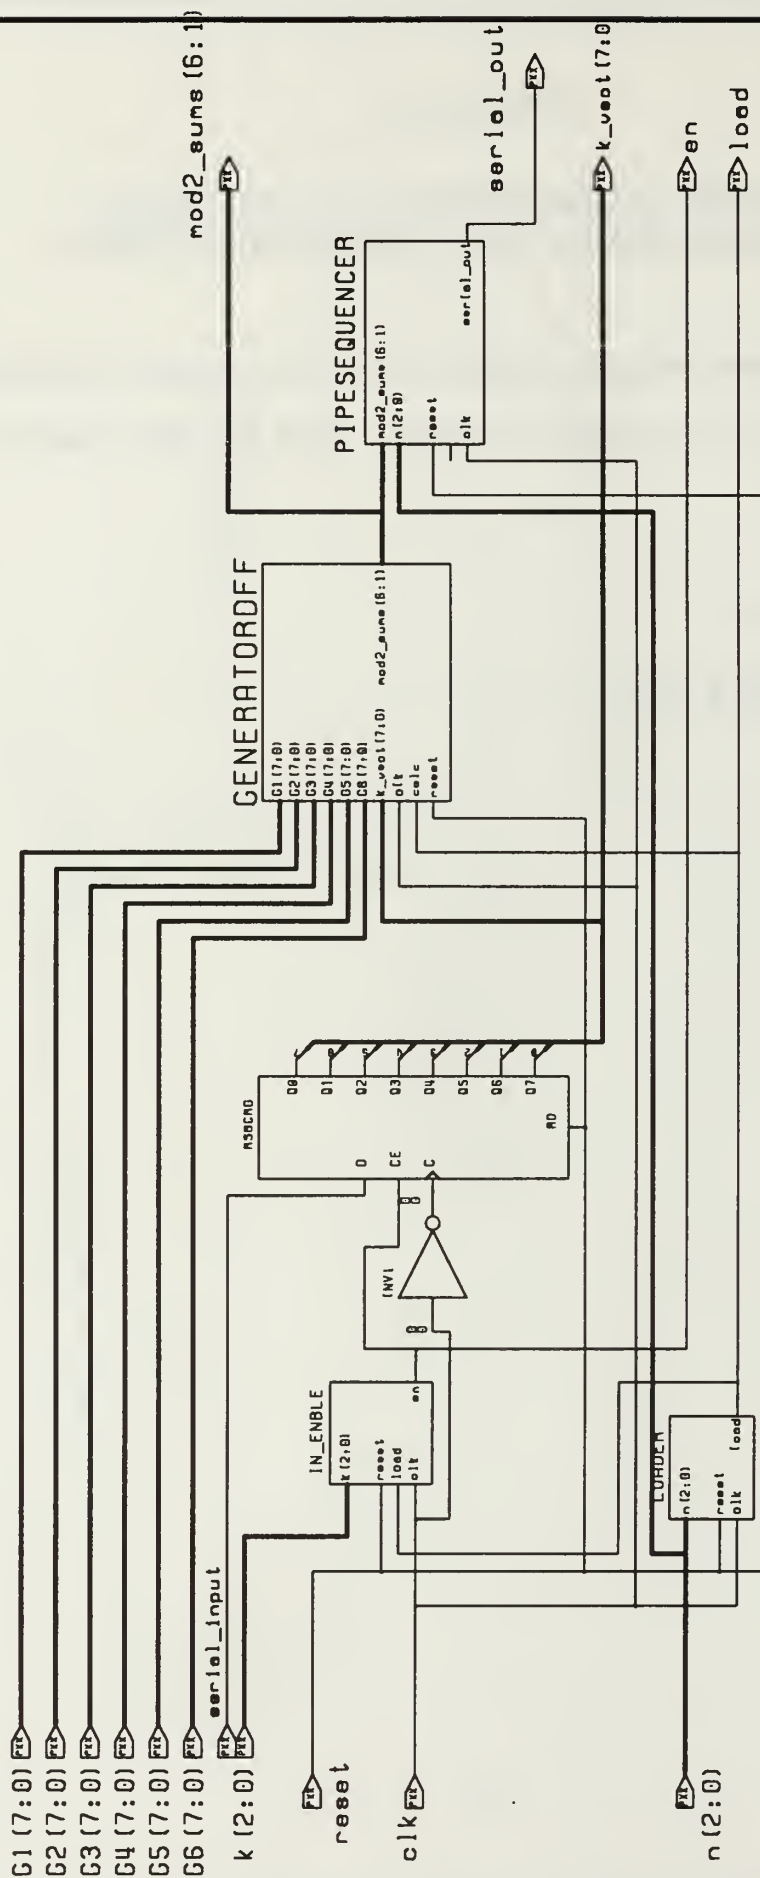 G1(7:0)
G2(7:0)
G3(7:0)
G4(7:0)
G5(7:0)
G6(7:0)
serial_input
k(2:0)
reset
clk
n(2:0)
IN_ENBLE
k(2:0)
reset
load
clk
en
LOADER
n(2:0)
reset
clk
load
INV1
RS8CRD
D
CE
C
RD
Q0
Q1
Q2
Q3
Q4
Q5
Q6
Q7
GENERATORDFF
G1(7:0)
G2(7:0)
G3(7:0)
G4(7:0)
G5(7:0)
G6(7:0)
k_vect(7:0)
clk
calc
reset
mod2_sums(6:1)
PIPESEQUENCER
mod2_sums(6:1)
n(2:0)
reset
clk
serial_out
mod2_sums(6:1)
serial_out
k_vect(7:0
en
load